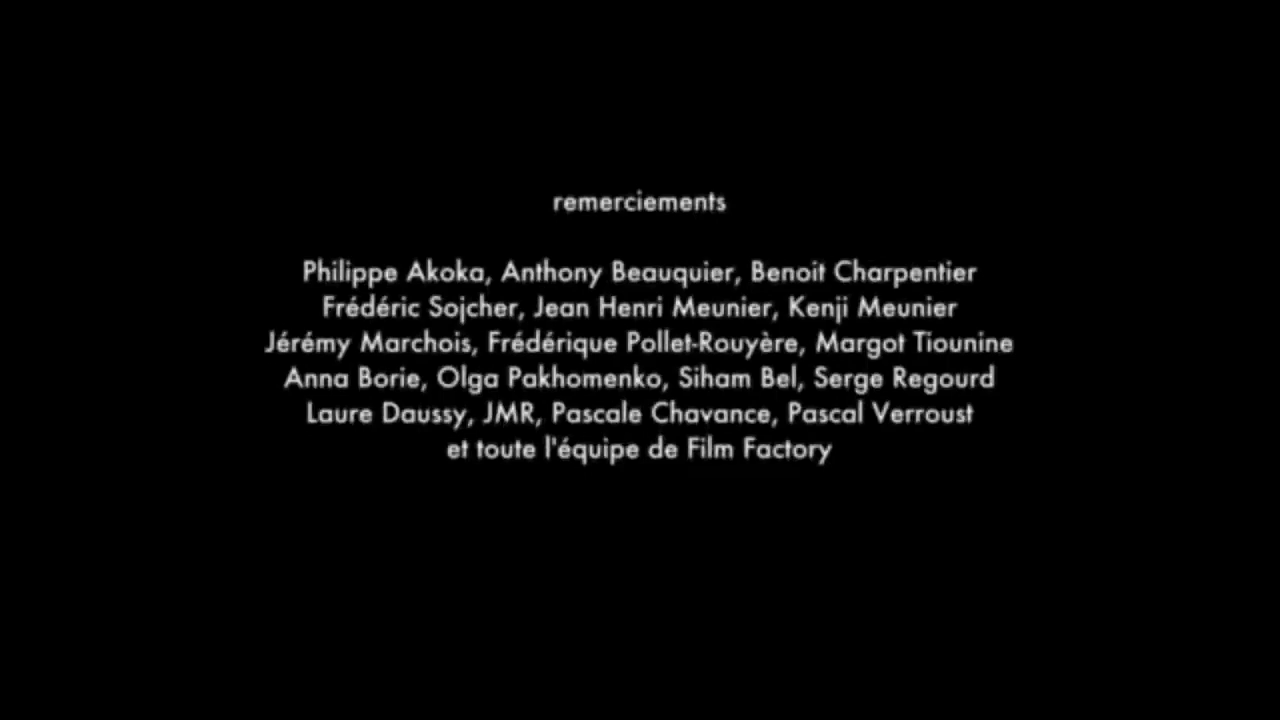 remerciements
Philippe Akoka, Anthony Beauquier, Benoit Charpentier
Frédéric Sojcher, Jean Henri Meunier, Kenji Meunier
Jérémy Marchois, Frédérique Pollet-Rouyère, Margot Tiounine
Anna Borie, Olga Pakhomenko, Siham Bel, Serge Regourd
Laure Daussy, JMR, Pascale Chavance, Pascal Verroust
et toute l'équipe de Film Factory